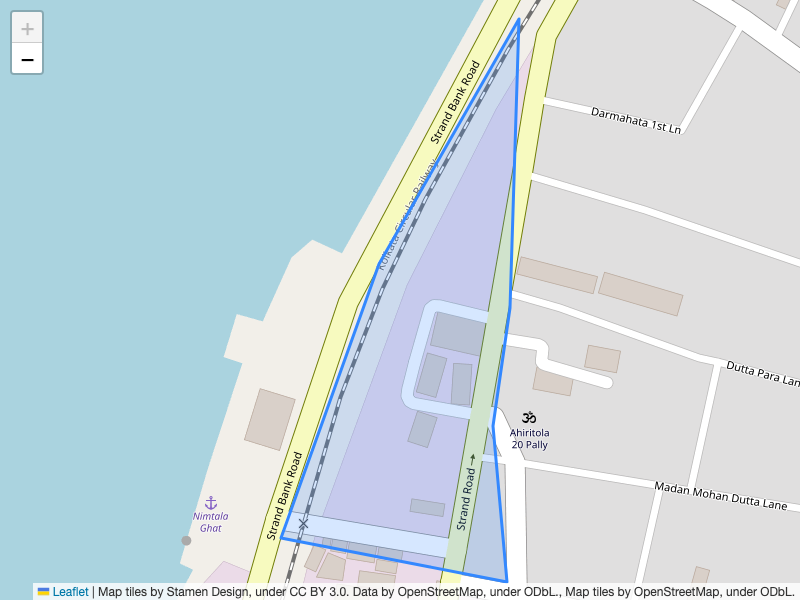 +
−
Strand Bank Road
Darmahata 1st Ln
Kolkata Circular Railway
Dutta Para Lan
ॐ
Ahiritola
20 Pally
Strand Road →
Madan Mohan Dutta Lane
Strand Bank Road
Nimtala
Ghat
Leaflet | Map tiles by Stamen Design, under CC BY 3.0. Data by OpenStreetMap, under ODbL., Map tiles by OpenStreetMap, under ODbL.